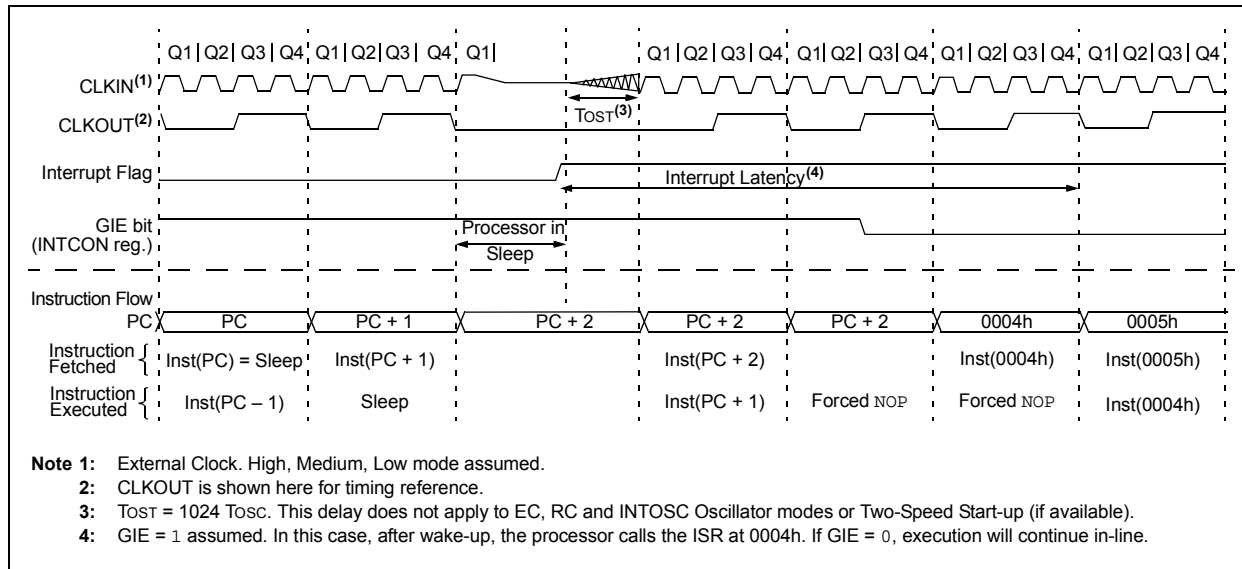 Q1 Q2 Q3 Q4 Q1 Q2 Q3 Q4 Q1 Q1 Q2 Q3 Q4 Q1 Q2 Q3 Q4 Q1 Q2 Q3 Q4 Q1 Q2 Q3 Q4
CLKIN(1)
TOST(3)
CLKOUT(2)
Interrupt Flag
Interrupt Latency(4)
GIE bit
(INTCON reg.)
Processor in
Sleep
Instruction Flow
PC PC PC + 1 PC + 2 PC + 2 PC + 2 0004h 0005h
Instruction
Fetched
Inst(PC) = Sleep Inst(PC + 1) Inst(PC + 2) Inst(0004h) Inst(0005h)
Instruction
Executed
Inst(PC – 1) Sleep Inst(PC + 1) Forced NOP Forced NOP Inst(0004h)
Note 1: External Clock. High, Medium, Low mode assumed.
2: CLKOUT is shown here for timing reference.
3: TOST = 1024 TOSC. This delay does not apply to EC, RC and INTOSC Oscillator modes or Two-Speed Start-up (if available).
4: GIE = 1 assumed. In this case, after wake-up, the processor calls the ISR at 0004h. If GIE = 0, execution will continue in-line.